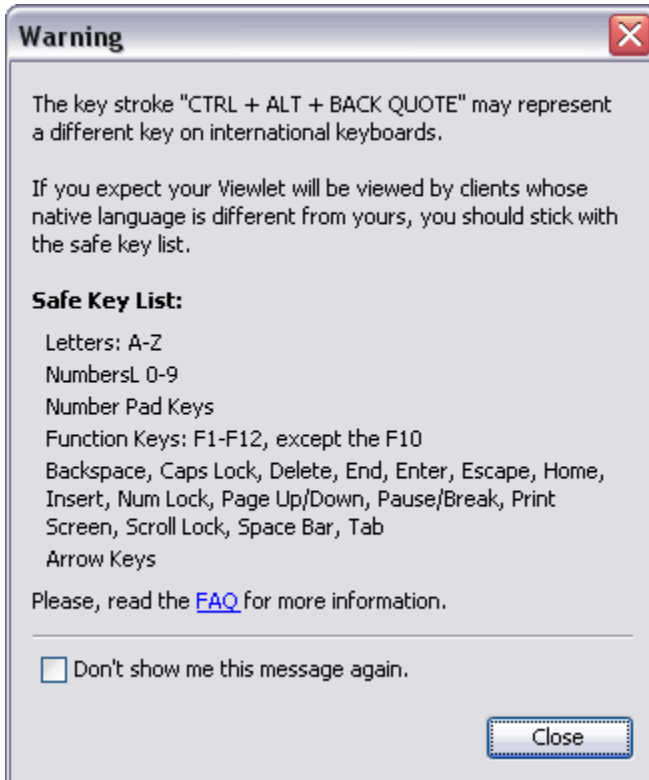 Warning
The key stroke "CTRL + ALT + BACK QUOTE" may represent
a different key on international keyboards.
If you expect your Viewlet will be viewed by clients whose
native language is different from yours, you should stick with
the safe key list.
Safe Key List:
Letters: A-Z
NumbersL 0-9
Number Pad Keys
Function Keys: F1-F12, except the F10
Backspace, Caps Lock, Delete, End, Enter, Escape, Home,
Insert, Num Lock, Page Up/Down, Pause/Break, Print
Screen, Scroll Lock, Space Bar, Tab
Arrow Keys
Please, read the FAQ for more information.
Don't show me this message again.
Close